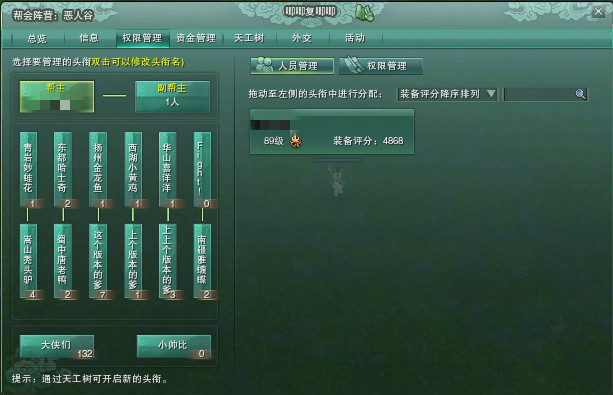 帮会阵营：恶人谷
唧唧复唧唧
总览 信息 权限管理 资金管理 天工树 外交 活动
选择要管理的头衔(双击可以修改头衔名)
人员管理 权限管理
帮主
副帮主
1人
拖动至左侧的头衔中进行分配：
装备评分降序排列
89级 装备评分：4868
青岩妙蛙花
1
东都哈士奇
2
扬州金龙鱼
1
西湖小黄鸡
1
华山喜洋洋
1
Fight!
0
嵩山秃头驴
4
蜀中唐老鸭
2
这个版本的爹
7
上个版本的爹
1
上上个版本的爹
3
南疆雅蠛蝶
2
大侠们
132
小帅比
0
提示：通过天工树可开启新的头衔。